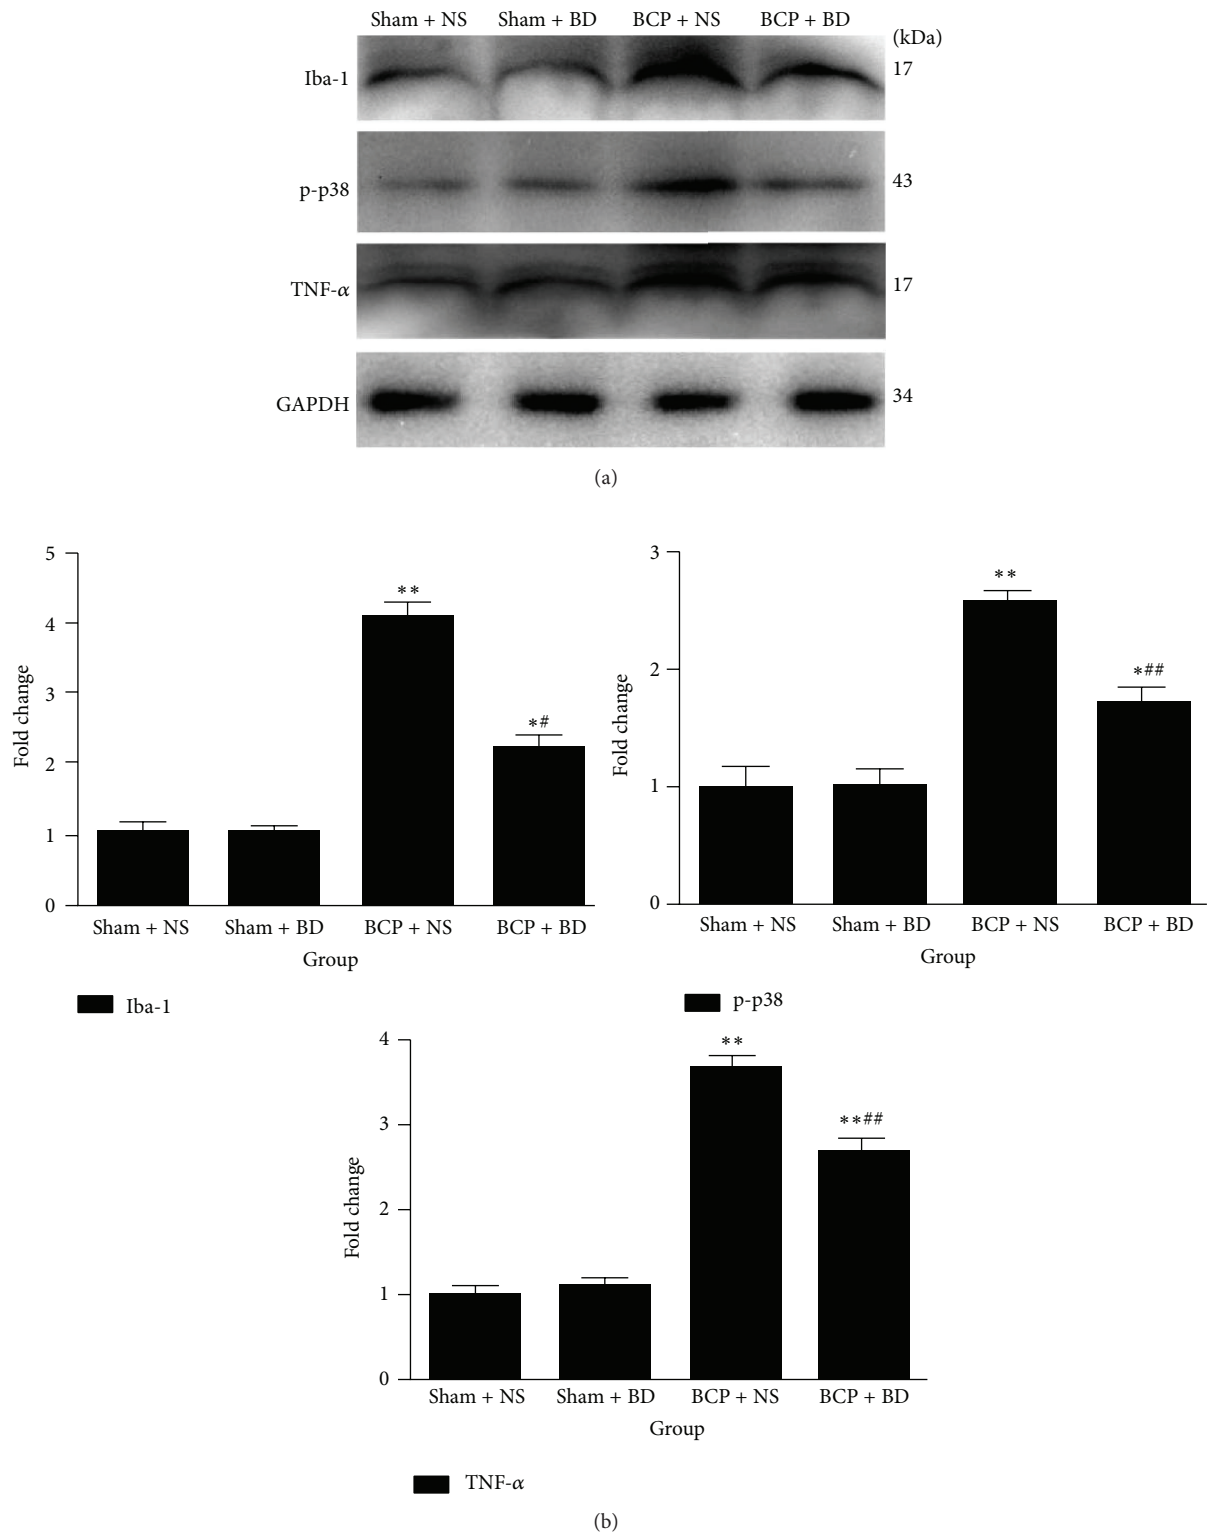 Sham + NS Sham + BD BCP + NS BCP + BD
(kDa)
Iba-1 17
p-p38 43
TNF-α 17
GAPDH 34
(a)
5
4
3
2
1
0
Fold change
**
*#
Sham + NS Sham + BD BCP + NS BCP + BD
Group
Iba-1
3
2
1
0
Fold change
**
*##
Sham + NS Sham + BD BCP + NS BCP + BD
Group
p-p38
4
3
2
1
0
Fold change
**
**##
Sham + NS Sham + BD BCP + NS BCP + BD
Group
TNF-α
(b)